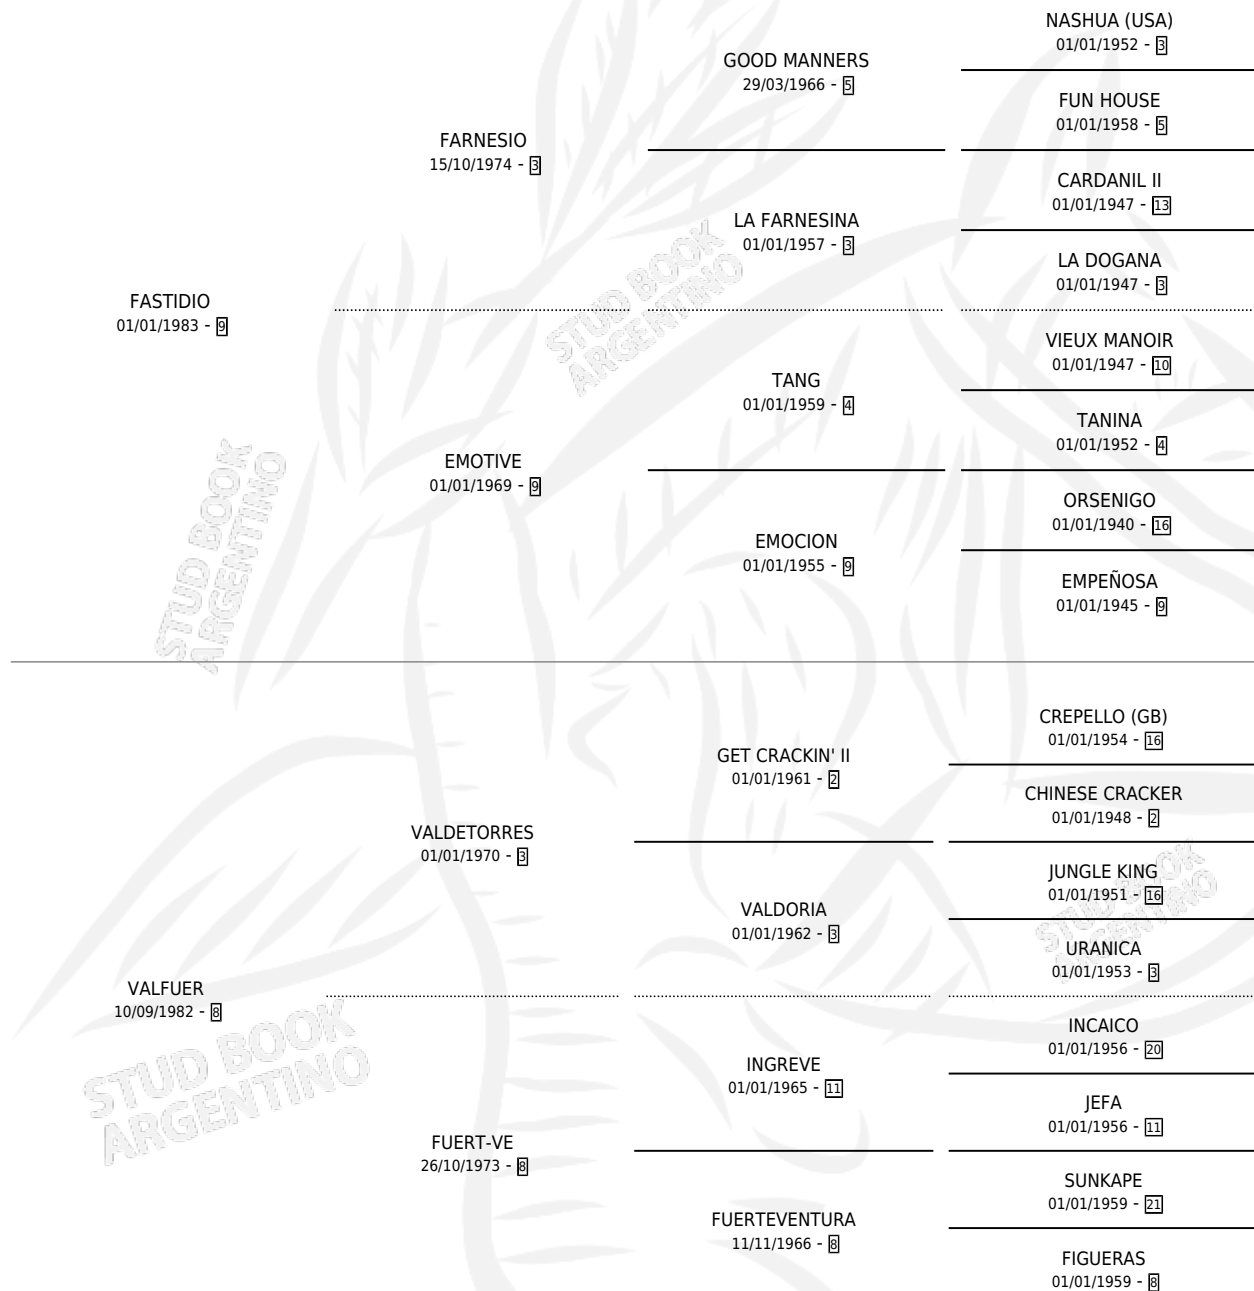 NASHUA (USA)
01/01/1952 - 3
GOOD MANNERS
29/03/1966 - 5
FUN HOUSE
01/01/1958 - 5
FARNESIO
15/10/1974 - 3
CARDANIL II
01/01/1947 - 13
LA FARNESINA
01/01/1957 - 3
LA DOGANA
01/01/1947 - 3
FASTIDIO
01/01/1983 - 9
STUD BOOK
ARGENTINO
VIEUX MANOIR
01/01/1947 - 10
TANG
01/01/1959 - 4
TANINA
01/01/1952 - 4
EMOTIVE
01/01/1969 - 9
ORSENIGO
01/01/1940 - 16
EMOCION
01/01/1955 - 9
EMPEÑOSA
01/01/1945 - 9
STUD BOOK
ARGENTINO
CREPELLO (GB)
01/01/1954 - 16
GET CRACKIN' II
01/01/1961 - 2
CHINESE CRACKER
01/01/1948 - 2
VALDETORRES
01/01/1970 - 3
JUNGLE KING
01/01/1951 - 16
VALDORIA
01/01/1962 - 3
STUD BOOK
ARGENTINO
URANICA
01/01/1953 - 3
VALFUER
10/09/1982 - 8
STUD BOOK
ARGENTINO
INCAICO
01/01/1956 - 20
INGREVE
01/01/1965 - 11
JEFA
01/01/1956 - 11
FUERT-VE
26/10/1973 - 8
SUNKAPE
01/01/1959 - 21
FUERTEVENTURA
11/11/1966 - 8
FIGUERAS
01/01/1959 - 8